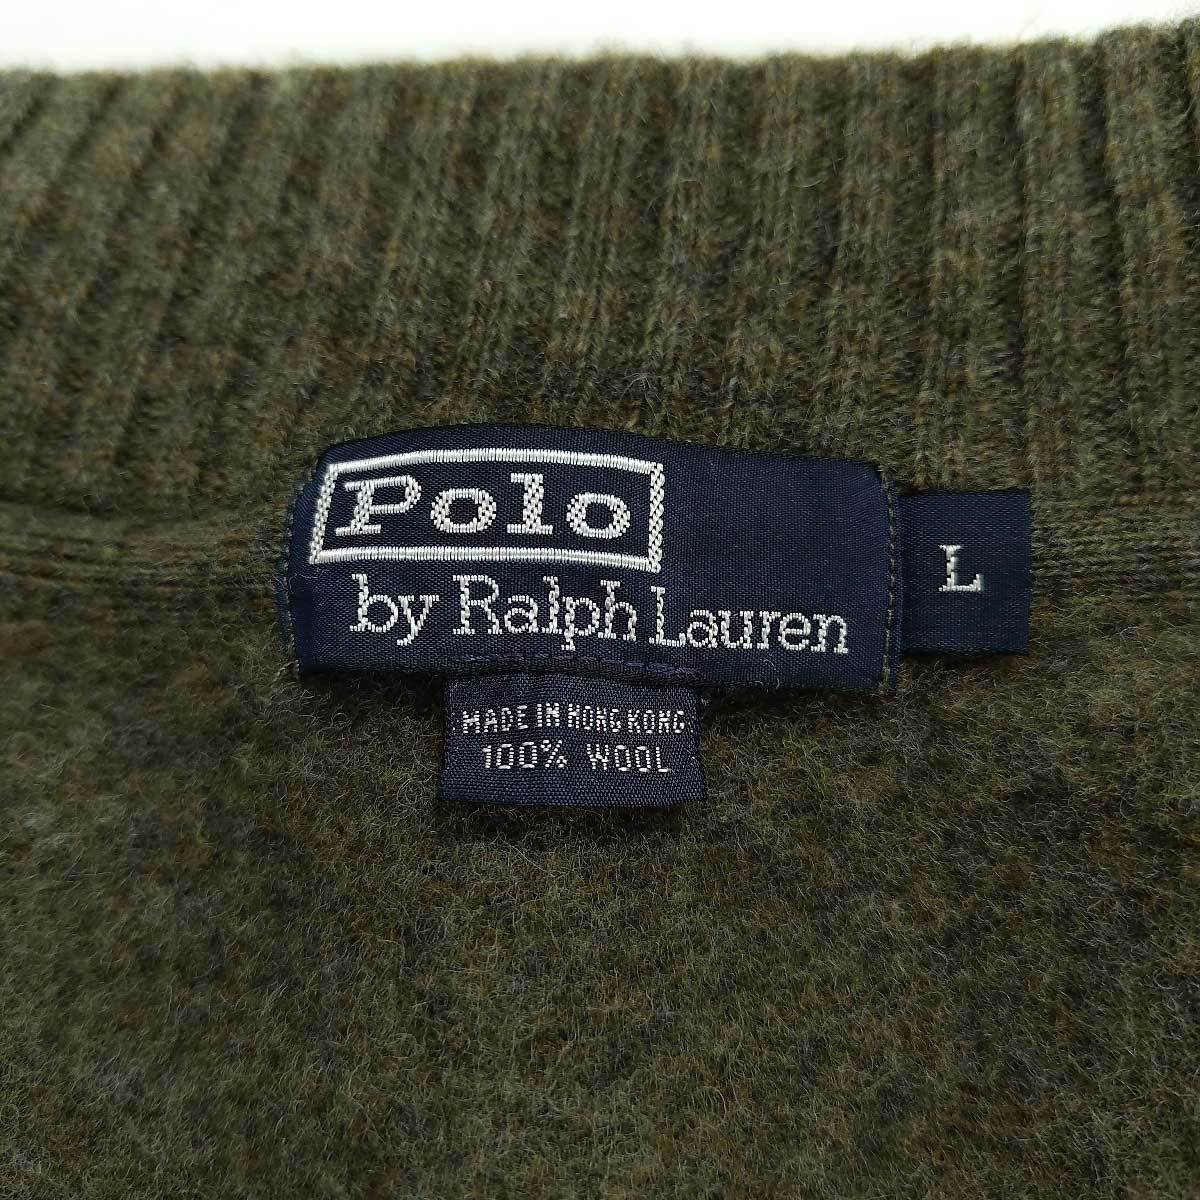 Polo
by Ralph Lauren
L
MADE IN HONG KONG
100% WOOL